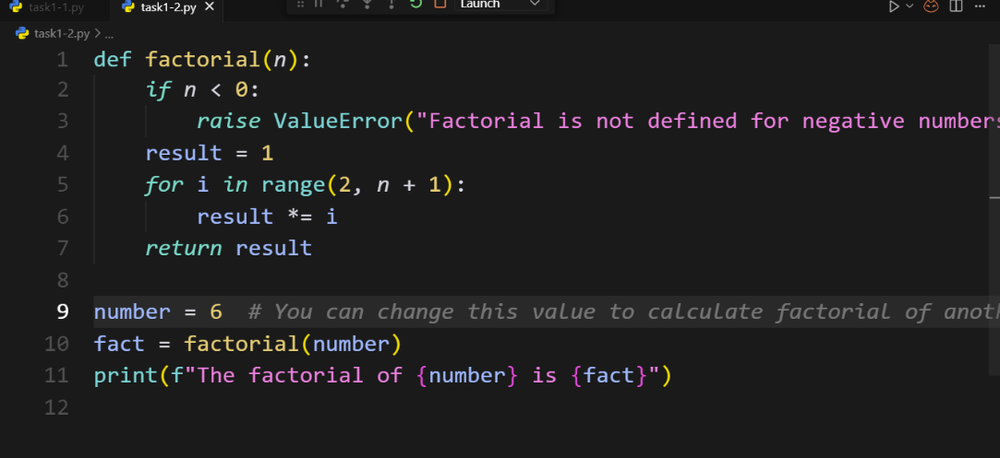 task1-1.py task1-2.py Launch
task1-2.py > ...
1 def factorial(n):
2     if n < 0:
3         raise ValueError("Factorial is not defined for negative numbers
4     result = 1
5     for i in range(2, n + 1):
6         result *= i
7     return result
8
9 number = 6  # You can change this value to calculate factorial of anoth
10 fact = factorial(number)
11 print(f"The factorial of {number} is {fact}")
12